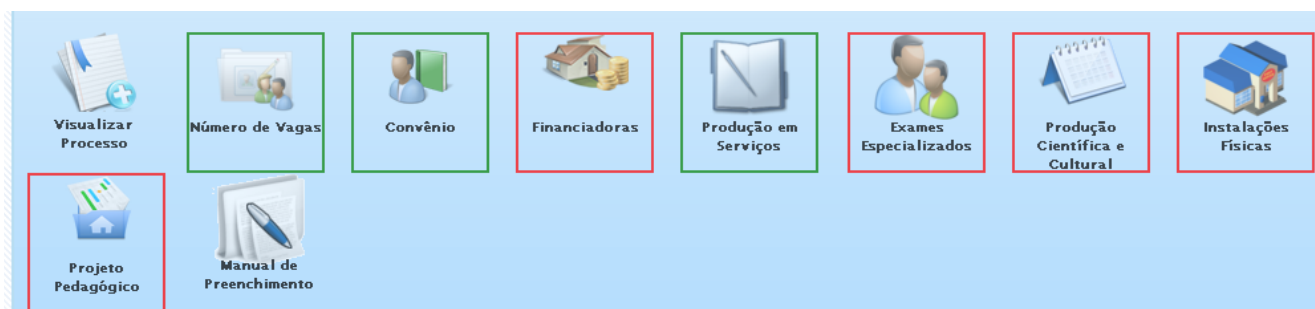 Visualizar
Processo
Número de Vagas
Convênio
Financiadoras
Produção em
Serviços
Exames
Especializados
Produção
Científica e
Cultural
Instalações
Físicas
Projeto
Pedagógico
Manual de
Preenchimento